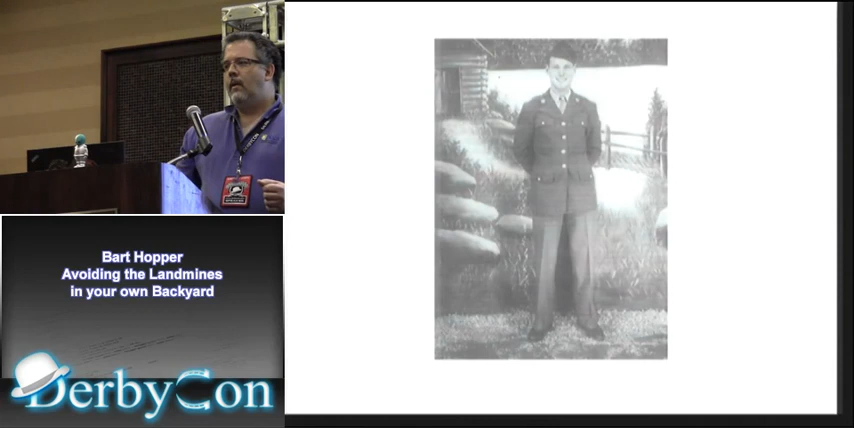 Bart Hopper
Avoiding the Landmines
in your own Backyard
DerbyCon